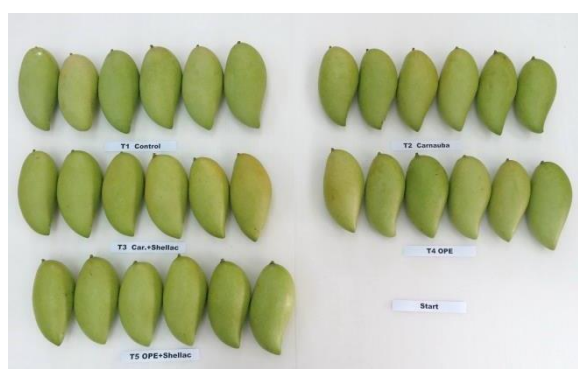 T1 Control
T2 Carnauba
T3 Car.+Shellac
T4 OPE
Start
T5 OPE+Shellac